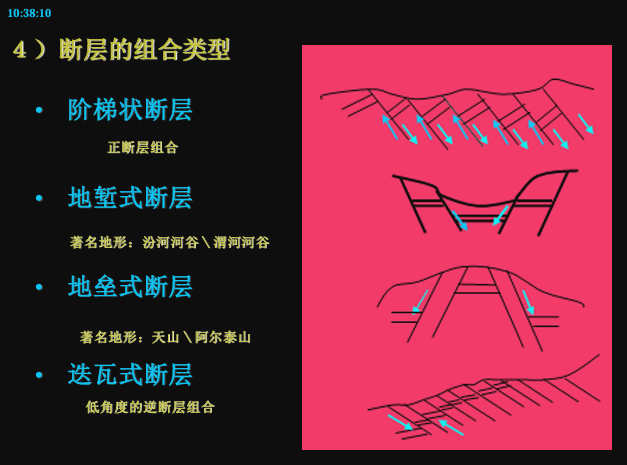 10:38:10
4）断层的组合类型
• 阶梯状断层
正断层组合
• 地堑式断层
著名地形：汾河河谷\渭河河谷
• 地垒式断层
著名地形：天山\阿尔泰山
• 迭瓦式断层
低角度的逆断层组合